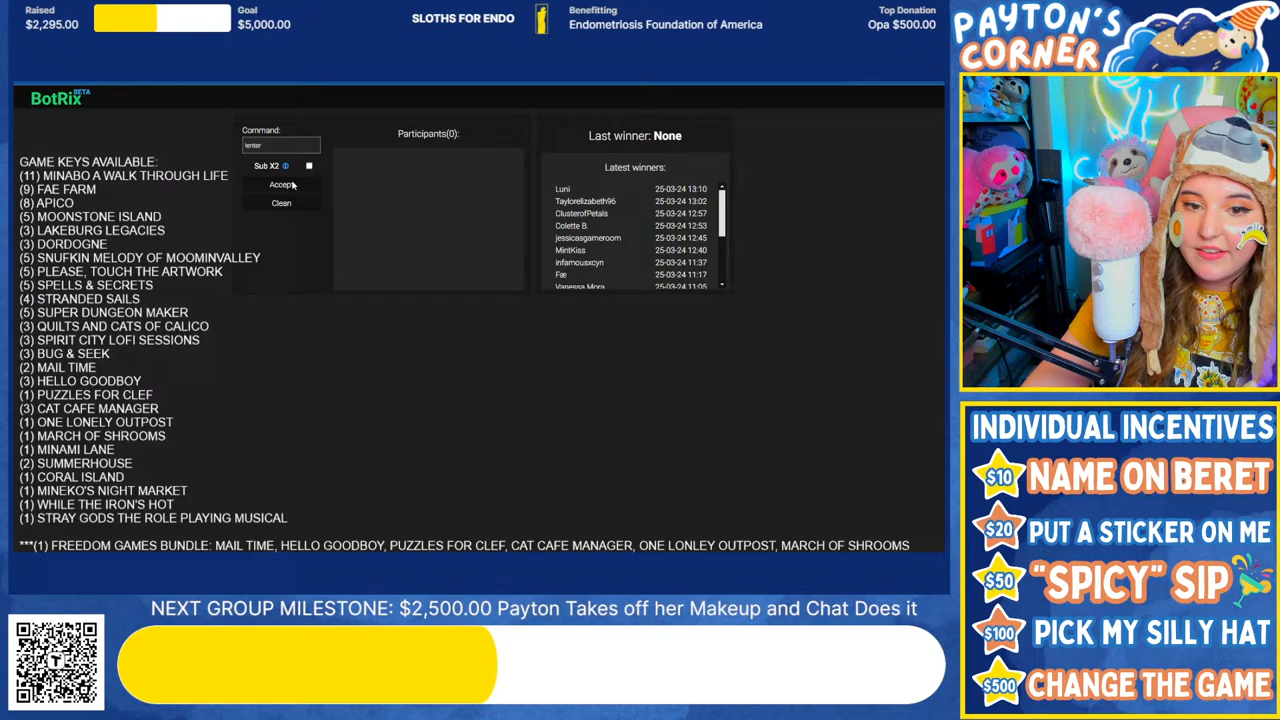 Raised
$2,295.00
Goal
$5,000.00
SLOTHS FOR ENDO
Benefitting
Endometriosis Foundation of America
Top Donation
Opa $500.00
PAYTON'S
CORNER
BotRix BETA
GAME KEYS AVAILABLE:
(11) MINABO A WALK THROUGH LIFE
(9) FAE FARM
(8) APICO
(5) MOONSTONE ISLAND
(3) LAKEBURG LEGACIES
(3) DORDOGNE
(5) SNUFKIN MELODY OF MOOMINVALLEY
(5) PLEASE, TOUCH THE ARTWORK
(5) SPELLS & SECRETS
(4) STRANDED SAILS
(5) SUPER DUNGEON MAKER
(3) QUILTS AND CATS OF CALICO
(3) SPIRIT CITY LOFI SESSIONS
(3) BUG & SEEK
(2) MAIL TIME
(3) HELLO GOODBOY
(1) PUZZLES FOR CLEF
(3) CAT CAFE MANAGER
(1) ONE LONELY OUTPOST
(1) MARCH OF SHROOMS
(1) MINAMI LANE
(2) SUMMERHOUSE
(1) CORAL ISLAND
(1) MINEKO'S NIGHT MARKET
(1) WHILE THE IRON'S HOT
(1) STRAY GODS THE ROLE PLAYING MUSICAL
***(1) FREEDOM GAMES BUNDLE: MAIL TIME, HELLO GOODBOY, PUZZLES FOR CLEF, CAT CAFE MANAGER, ONE LONLEY OUTPOST, MARCH OF SHROOMS
Command:
!enter
Sub X2
Accept
Clean
Participants(0):
Last winner: None
Latest winners:
Luni 25-03-24 13:10
Taylorelizabeth96 25-03-24 13:02
ClusterofPetals 25-03-24 12:57
Colette B. 25-03-24 12:53
jessicasgameroom 25-03-24 12:45
MintKiss 25-03-24 12:40
infamousxcyn 25-03-24 11:37
Fæ 25-03-24 11:17
Vanessa Mora 25-03-24 11:05
INDIVIDUAL INCENTIVES
$10 NAME ON BERET
$20 PUT A STICKER ON ME
$50 "SPICY" SIP
$100 PICK MY SILLY HAT
$500 CHANGE THE GAME
NEXT GROUP MILESTONE: $2,500.00 Payton Takes off her Makeup and Chat Does it